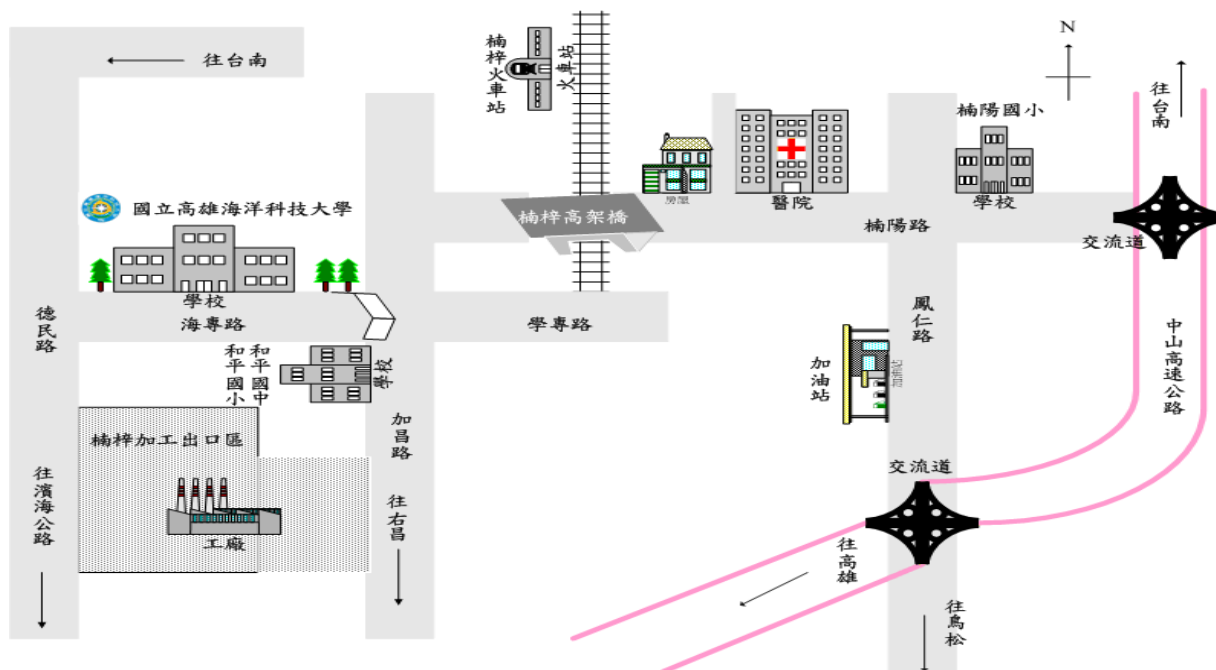 往台南
楠梓火車站
火車站
N
往台南
楠陽國小
國立高雄海洋科技大學
楠梓高架橋
房屋
醫院
學校
楠陽路
交流道
學校
海專路
學專路
德民路
鳳仁路
中山高速公路
和平國小
和平國中
學校
加油站
加油站
加昌路
楠梓加工出口區
交流道
往濱海公路
往右昌
工廠
往高雄
往鳥松